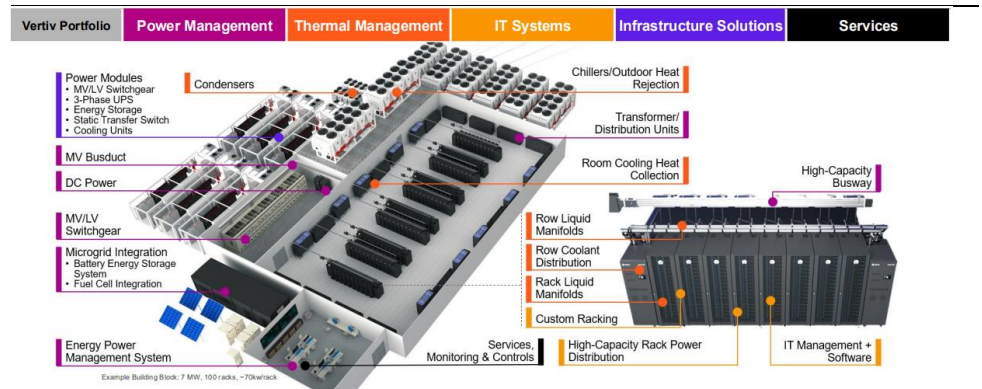 Vertiv Portfolio
Power Management
Thermal Management
IT Systems
Infrastructure Solutions
Services
Power Modules
• MV/LV Switchgear
• 3-Phase UPS
• Energy Storage
• Static Transfer Switch
• Cooling Units
Condensers
Chillers/Outdoor Heat
Rejection
Transformer/
Distribution Units
MV Busduct
DC Power
Room Cooling Heat
Collection
High-Capacity
Busway
MV/LV
Switchgear
Row Liquid
Manifolds
Microgrid Integration
• Battery Energy Storage
System
• Fuel Cell Integration
Row Coolant
Distribution
Rack Liquid
Manifolds
Custom Racking
Energy Power
Management System
Services,
Monitoring & Controls
High-Capacity Rack Power
Distribution
IT Management +
Software
Example Building Block: 7 MW, 100 racks, ~70kw/rack